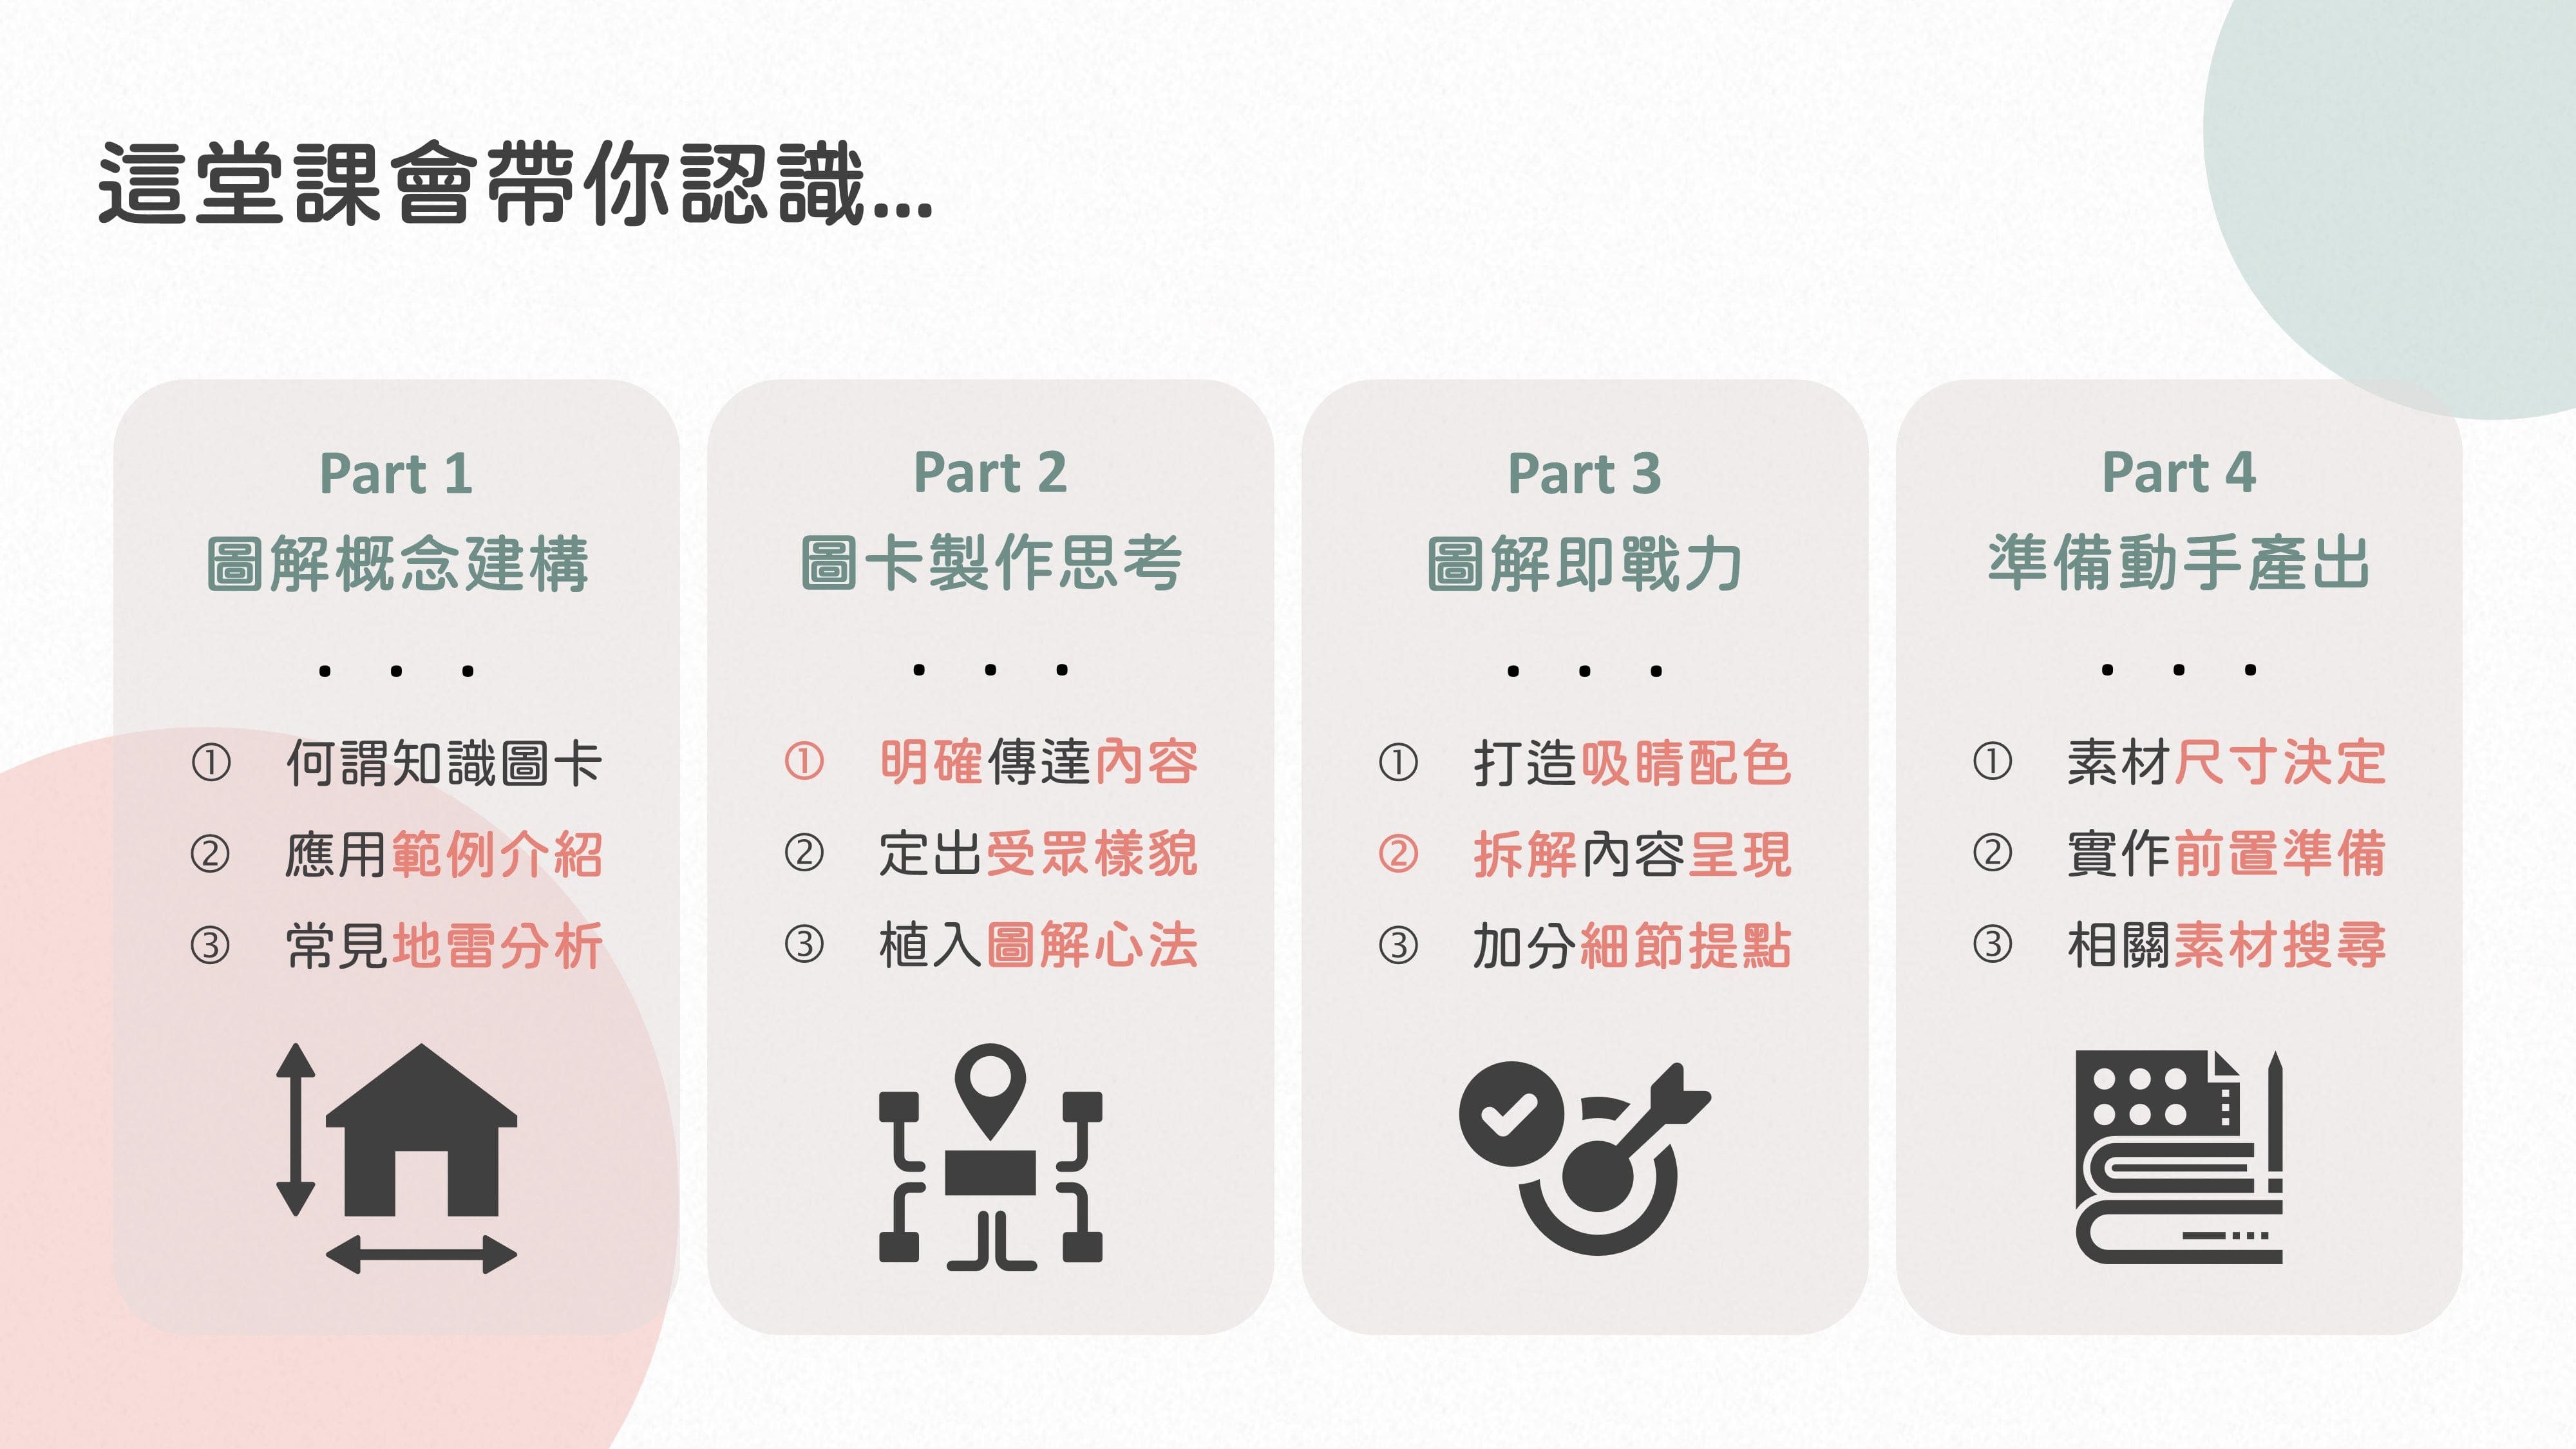 這堂課會帶你認識...
Part 1
圖解概念建構
. . .
① 何謂知識圖卡
② 應用範例介紹
③ 常見地雷分析
Part 2
圖卡製作思考
. . .
① 明確傳達內容
② 定出受眾樣貌
③ 植入圖解心法
Part 3
圖解即戰力
. . .
① 打造吸睛配色
② 拆解內容呈現
③ 加分細節提點
Part 4
準備動手產出
. . .
① 素材尺寸決定
② 實作前置準備
③ 相關素材搜尋